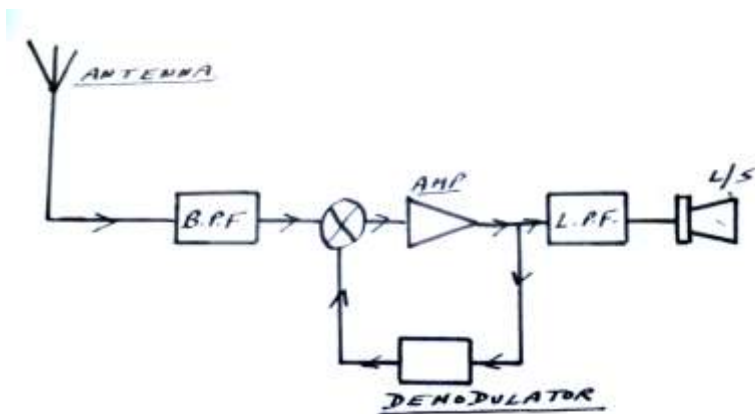 ANTENNA
B.P.F
AMP
L.P.F.
L/S
DEMODULATOR